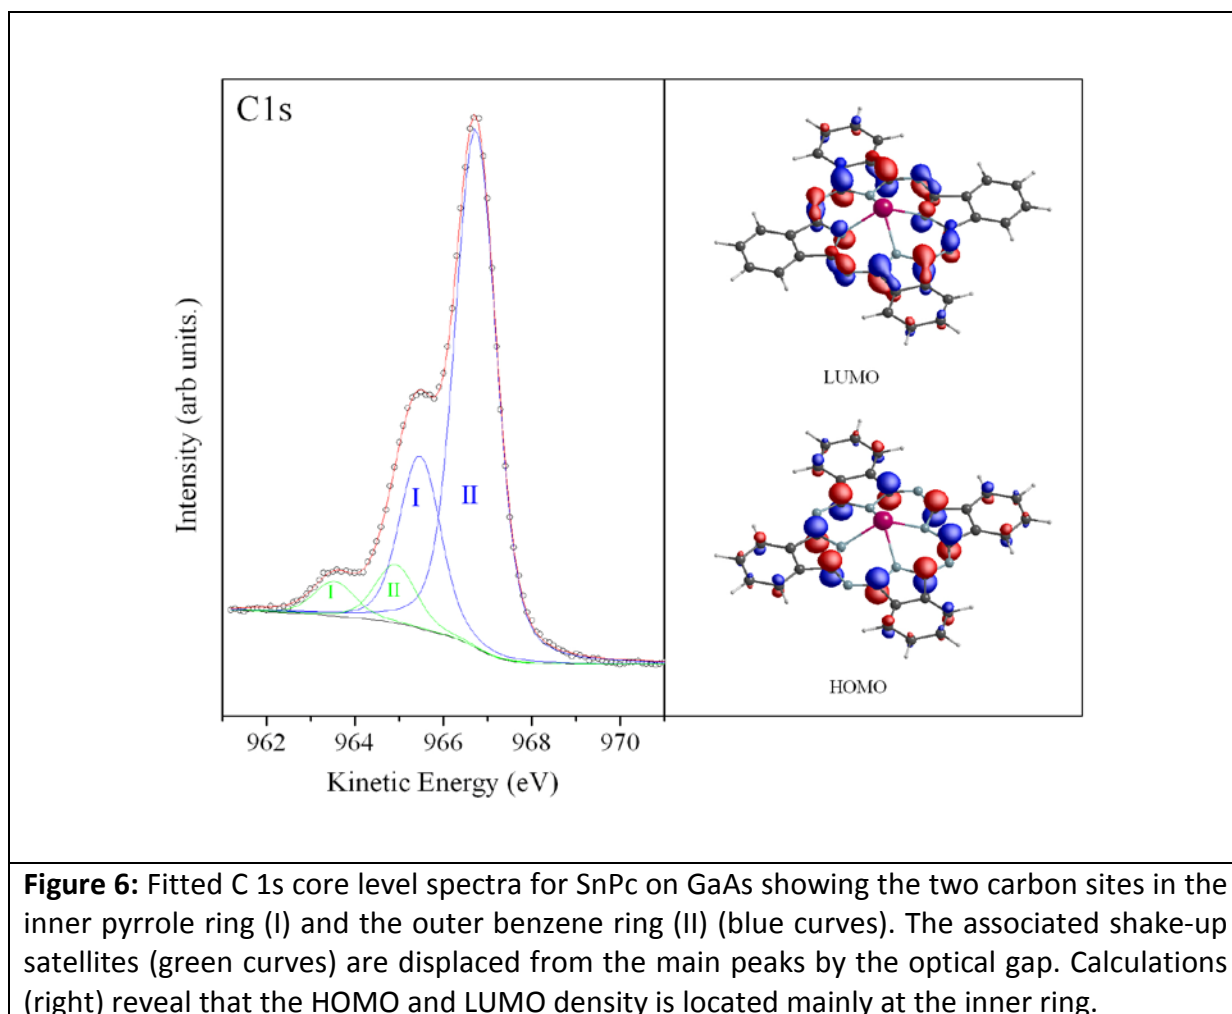 C1s
Intensity (arb units.)
I
II
I
II
962 964 966 968 970
Kinetic Energy (eV)
LUMO
HOMO
Figure 6: Fitted C 1s core level spectra for SnPc on GaAs showing the two carbon sites in the
inner pyrrole ring (I) and the outer benzene ring (II) (blue curves). The associated shake-up
satellites (green curves) are displaced from the main peaks by the optical gap. Calculations
(right) reveal that the HOMO and LUMO density is located mainly at the inner ring.